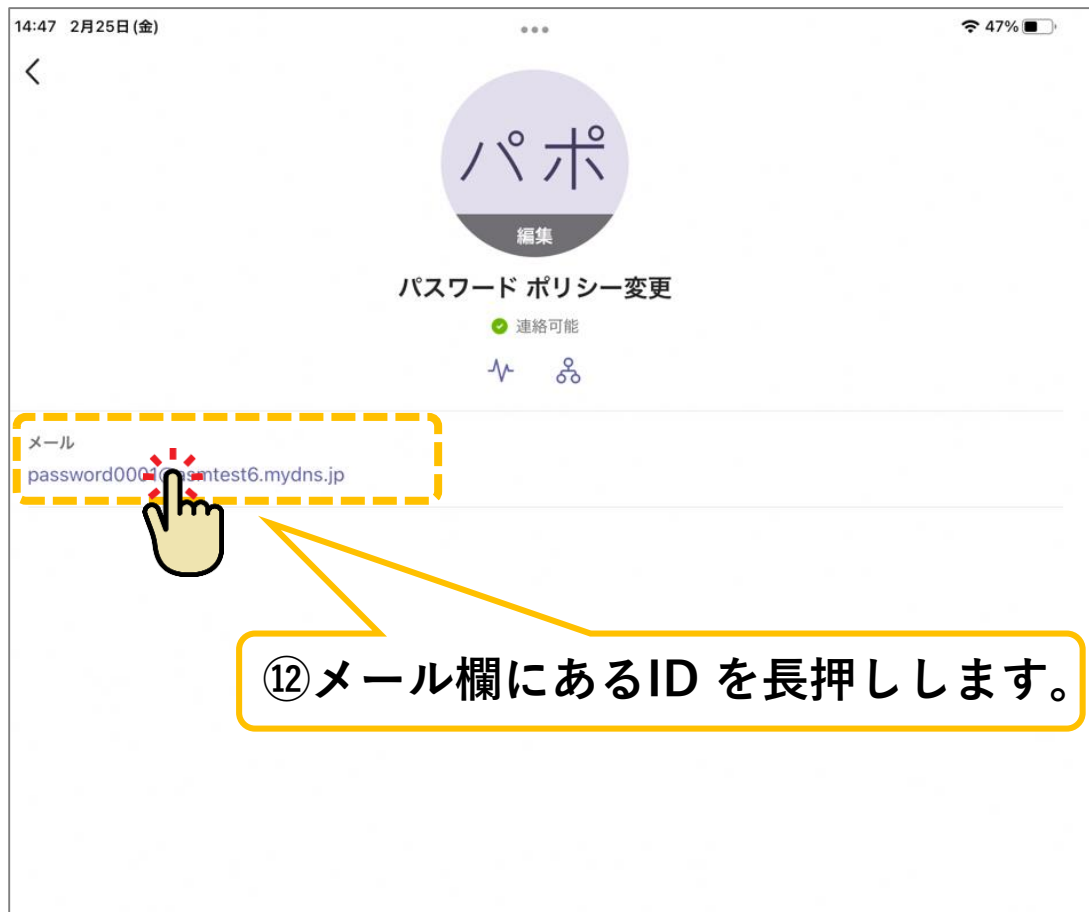 14:47 2月25日(金)
47%
パポ
編集
パスワード ポリシー変更
連絡可能
メール
password0001@asmtest6.mydns.jp
⑫メール欄にあるID を長押しします。